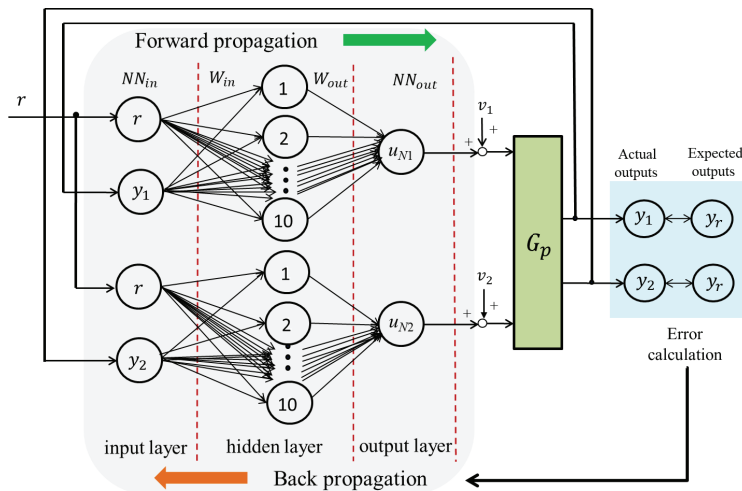 Forward propagation
NN_in
W_in
W_out
NN_out
r
r
y_1
1
2
10
u_N1
v_1
+
+
r
y_2
1
2
10
u_N2
v_2
+
+
G_p
Actual outputs
Expected outputs
y_1
y_r
y_2
y_r
Error calculation
input layer
hidden layer
output layer
Back propagation